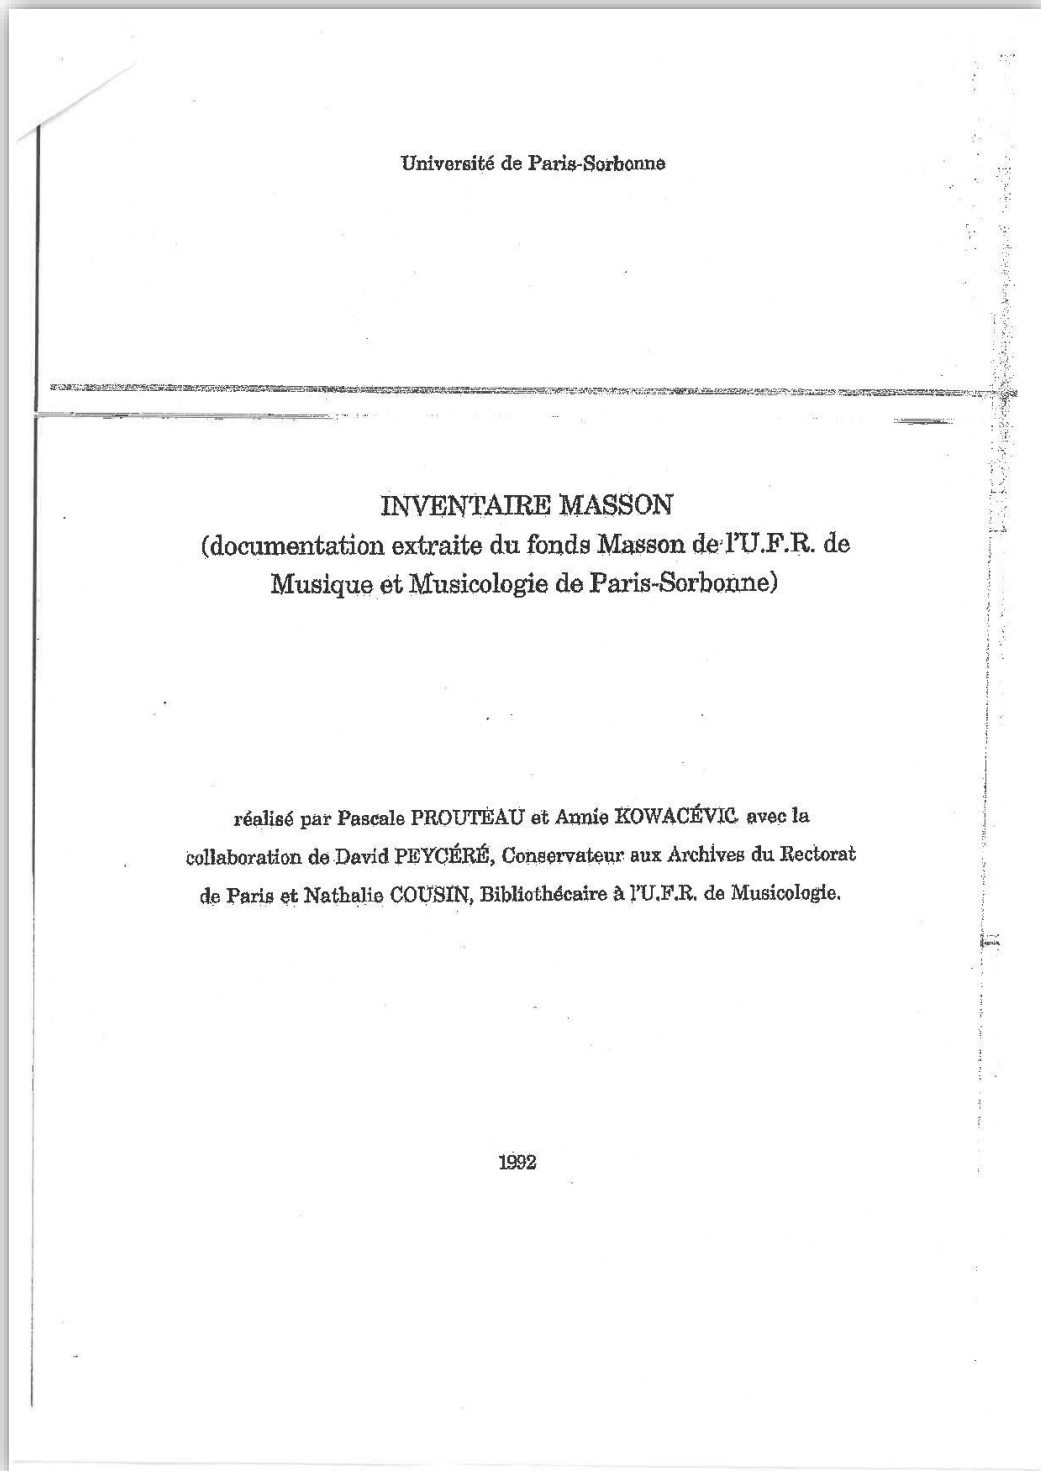 Université de Paris-Sorbonne
INVENTAIRE MASSON
(documentation extraite du fonds Masson de l'U.F.R. de
Musique et Musicologie de Paris-Sorbonne)
réalisé par Pascale PROUTEAU et Annie KOWACÉVIC avec la
collaboration de David PEYCÉRÉ, Conservateur aux Archives du Rectorat
de Paris et Nathalie COUSIN, Bibliothécaire à l'U.F.R. de Musicologie.
1992